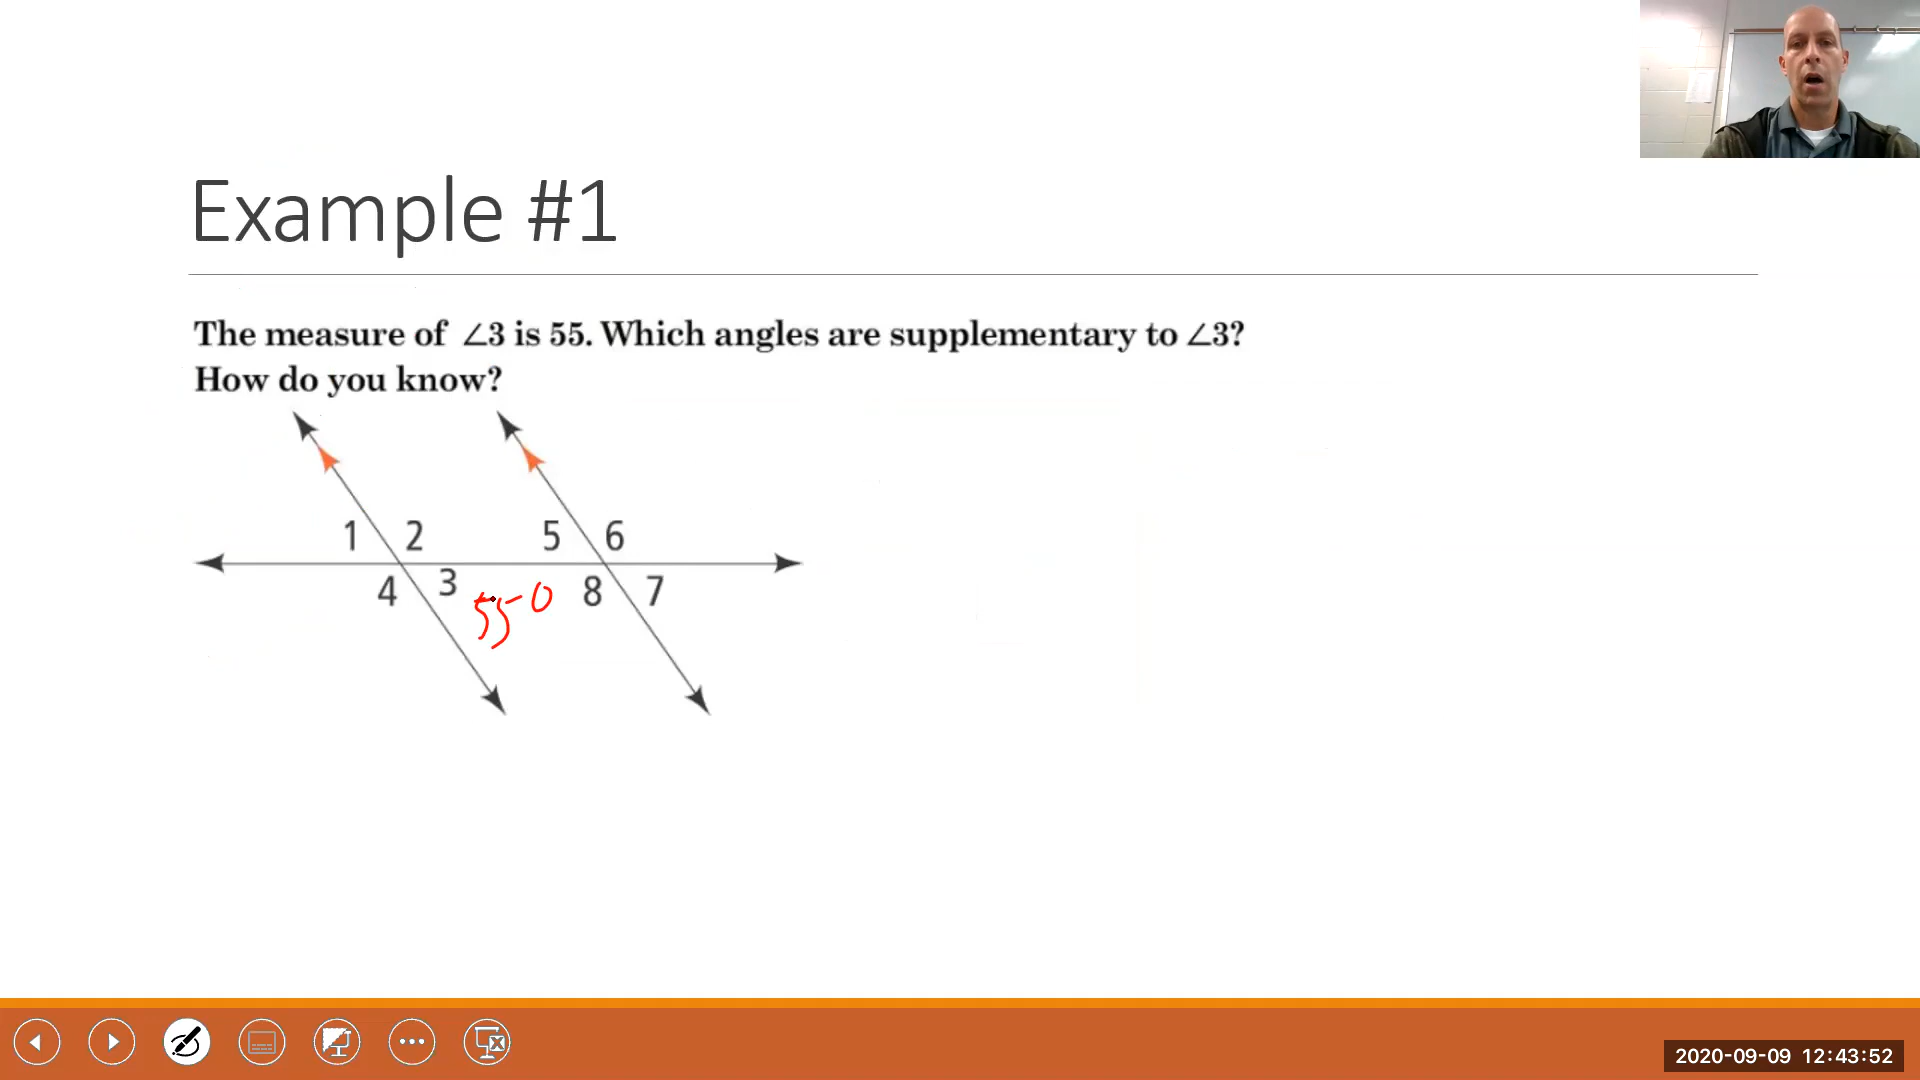 Example #1
The measure of ∠3 is 55. Which angles are supplementary to ∠3?
How do you know?
1 2 5 6
4 3 8 7
55°
2020-09-09 12:43:52